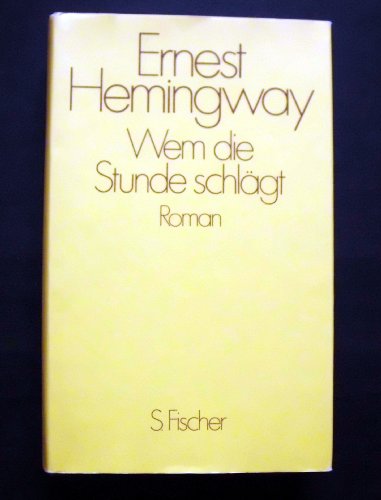 Ernest
Hemingway
Wem die
Stunde schlägt
Roman
S. Fischer